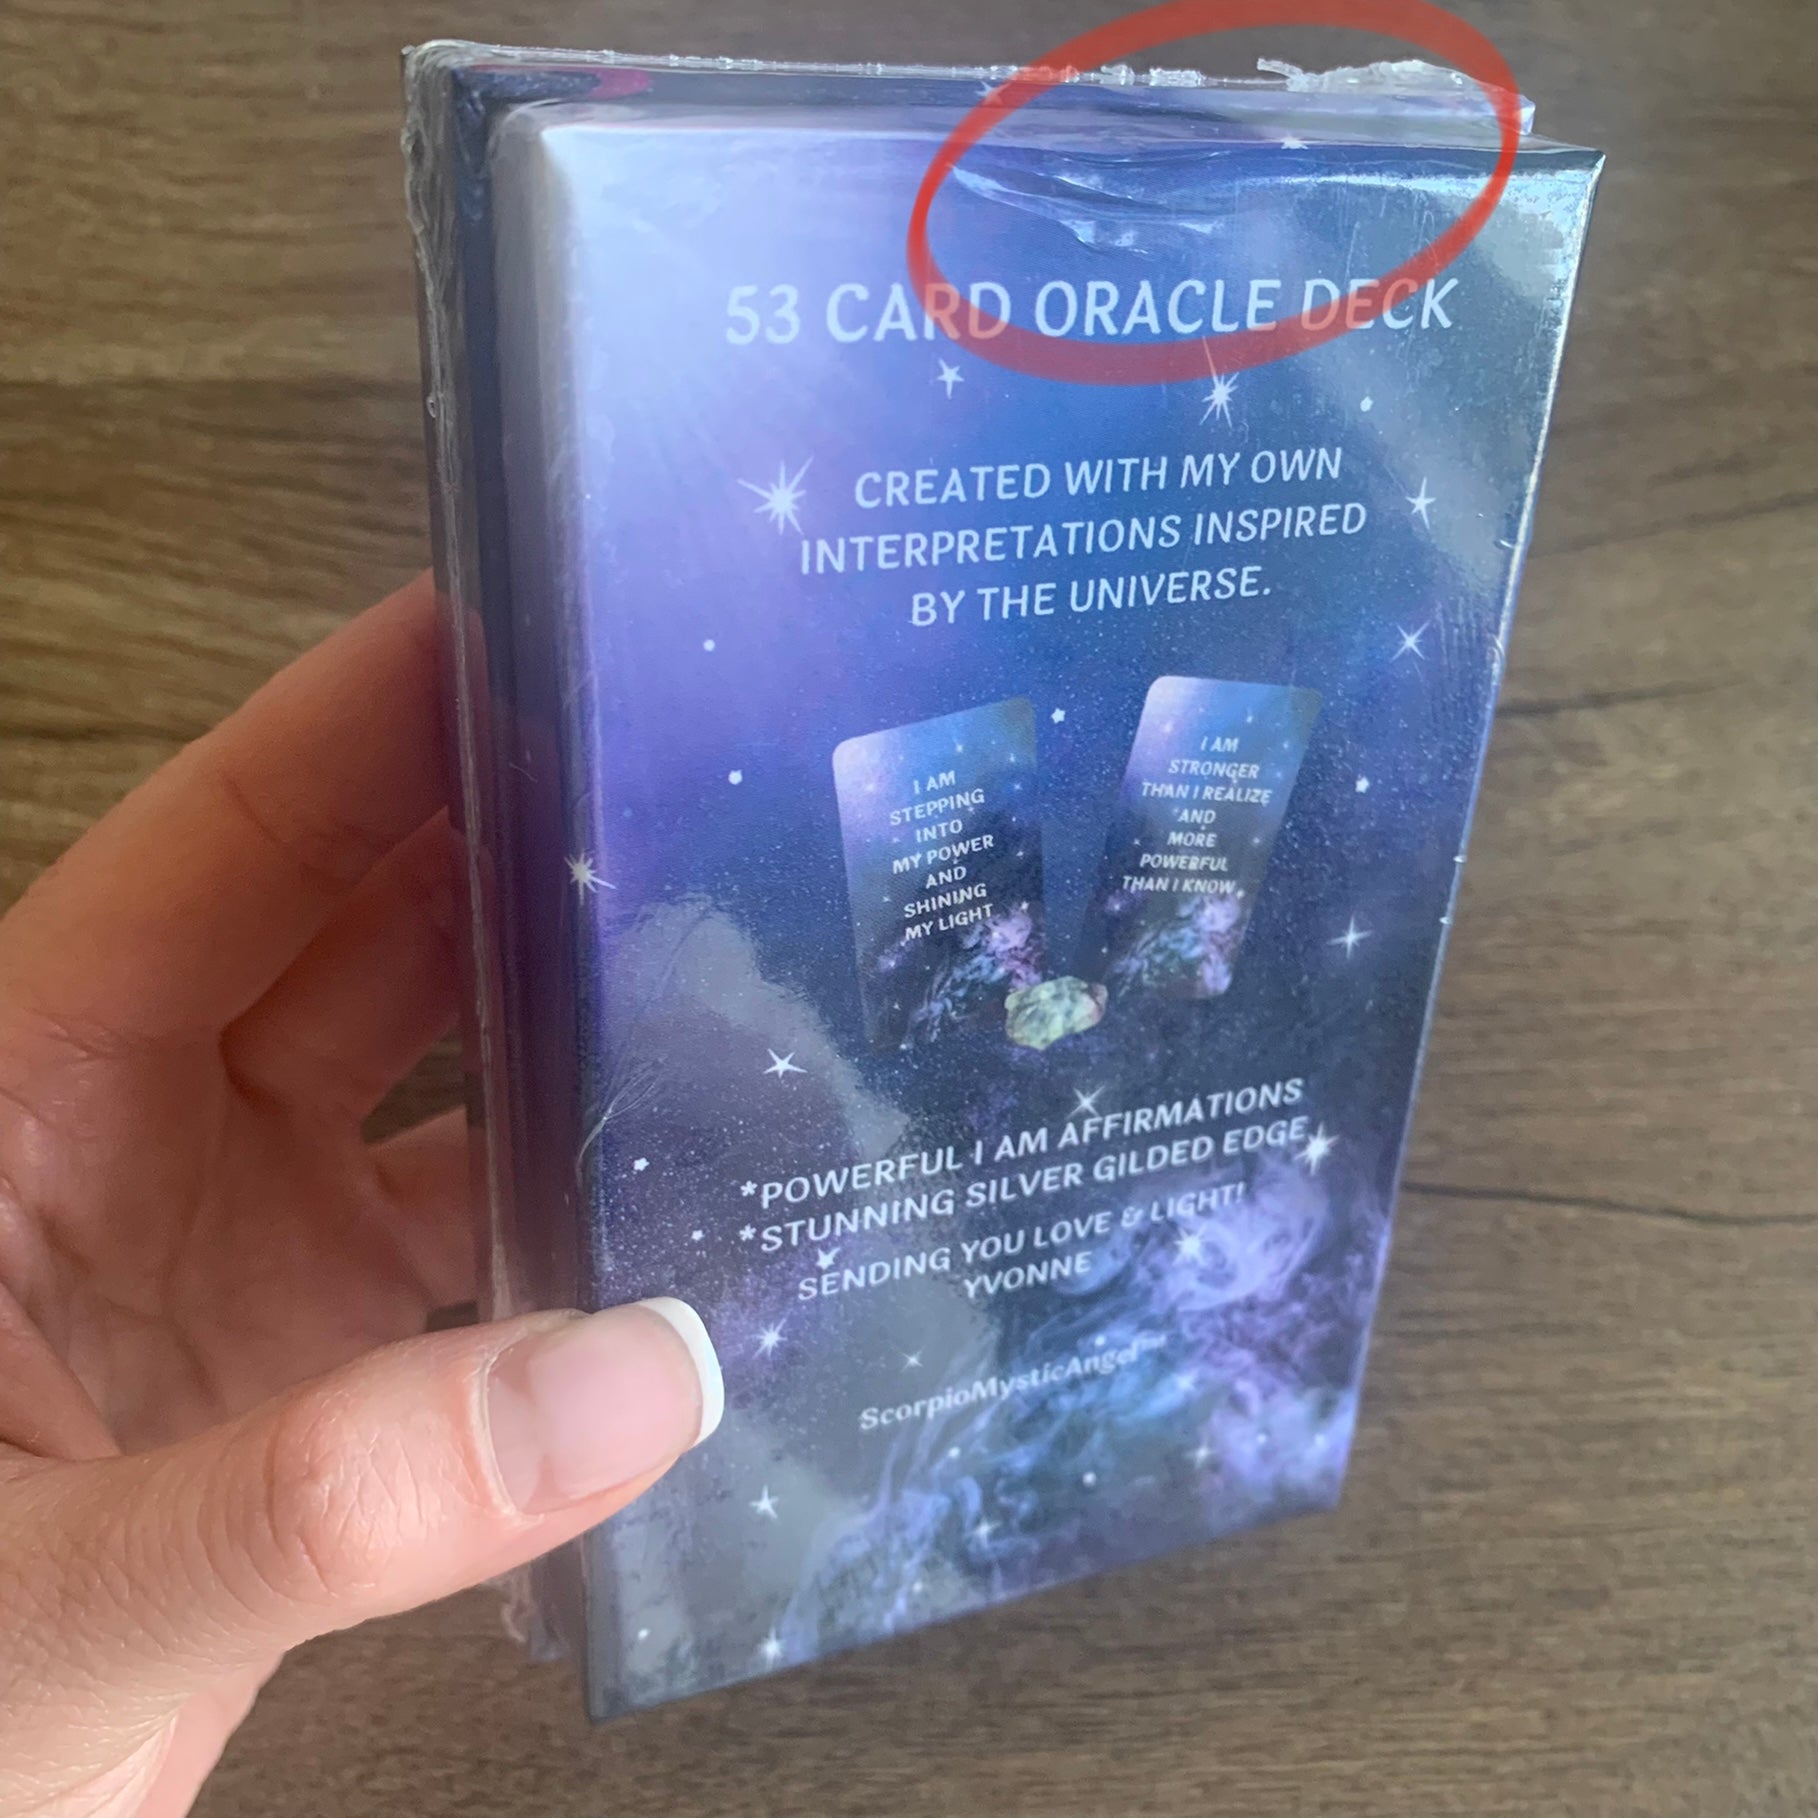 53 CARD ORACLE DECK
CREATED WITH MY OWN
INTERPRETATIONS INSPIRED
BY THE UNIVERSE.
I AM
STEPPING
INTO
MY POWER
AND
SHINING
MY LIGHT
I AM
STRONGER
THAN I REALIZE
AND
MORE
POWERFUL
THAN I KNOW.
*POWERFUL I AM AFFIRMATIONS
*STUNNING SILVER GILDED EDGE
SENDING YOU LOVE & LIGHT!
YVONNE
ScorpioMysticAngel™